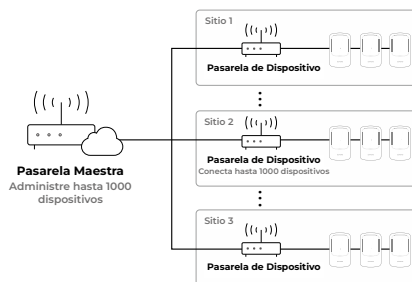 Sitio 1
Pasarela de Dispositivo
Sitio 2
Pasarela de Dispositivo
Conecta hasta 1000 dispositivos
Pasarela Maestra
Administre hasta 1000
dispositivos
Sitio 3
Pasarela de Dispositivo